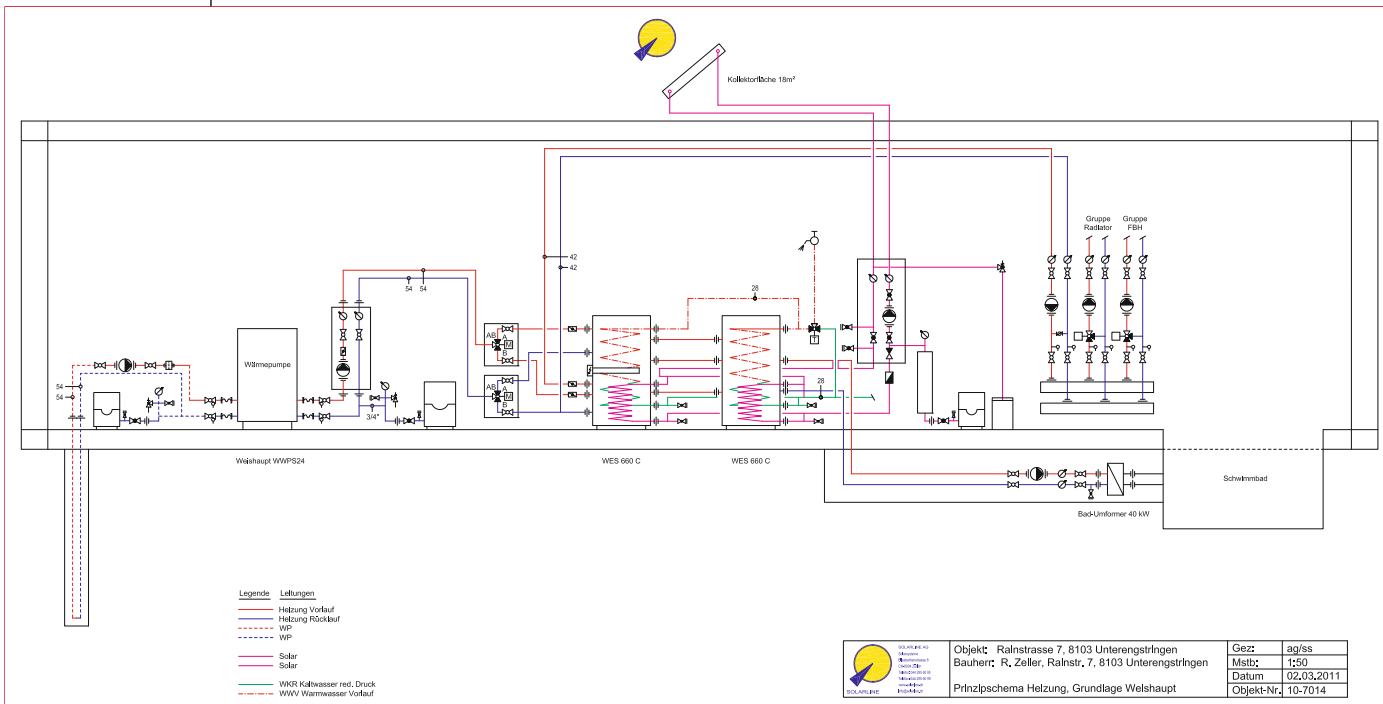 Kollektorfläche 18m²
Gruppe
Radiator
Gruppe
FBH
42
42
28
54 54
AB A
M
B
AB A
M
B
Wärmepumpe
28
54
54
3/4"
Weishaupt WWPS24
WES 660 C
WES 660 C
Schwimmbad
Bad-Umformer 40 kW
Legende Leitungen
Heizung Vorlauf
Heizung Rücklauf
WP
WP
Solar
Solar
WKR Kaltwasser red. Druck
WWV Warmwasser Vorlauf
SOLARLINE
SOLARLINE AG
Objekt: Rainstrasse 7, 8103 Unterengstringen
Bauherr: R. Zeller, Rainstr. 7, 8103 Unterengstringen
Prinzipschema Heizung, Grundlage Weishaupt
Gez: ag/ss
Mstb: 1:50
Datum 02.03.2011
Objekt-Nr. 10-7014